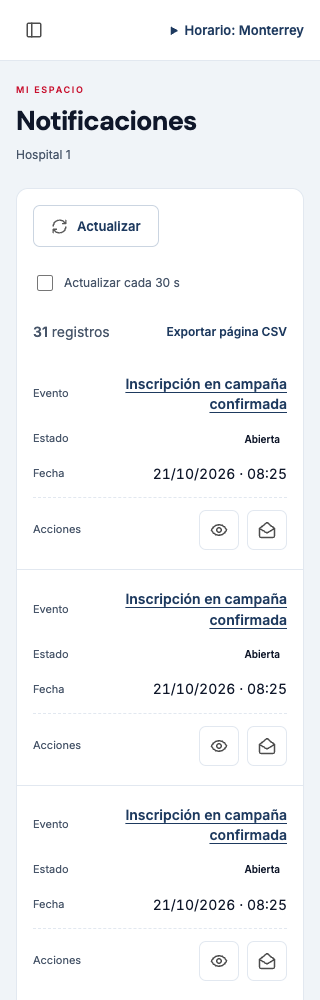 Horario: Monterrey
MI ESPACIO
Notificaciones
Hospital 1
Actualizar
Actualizar cada 30 s
31 registros Exportar página CSV
Evento Inscripción en campaña
confirmada
Estado Abierta
Fecha 21/10/2026 · 08:25
Acciones
Evento Inscripción en campaña
confirmada
Estado Abierta
Fecha 21/10/2026 · 08:25
Acciones
Evento Inscripción en campaña
confirmada
Estado Abierta
Fecha 21/10/2026 · 08:25
Acciones